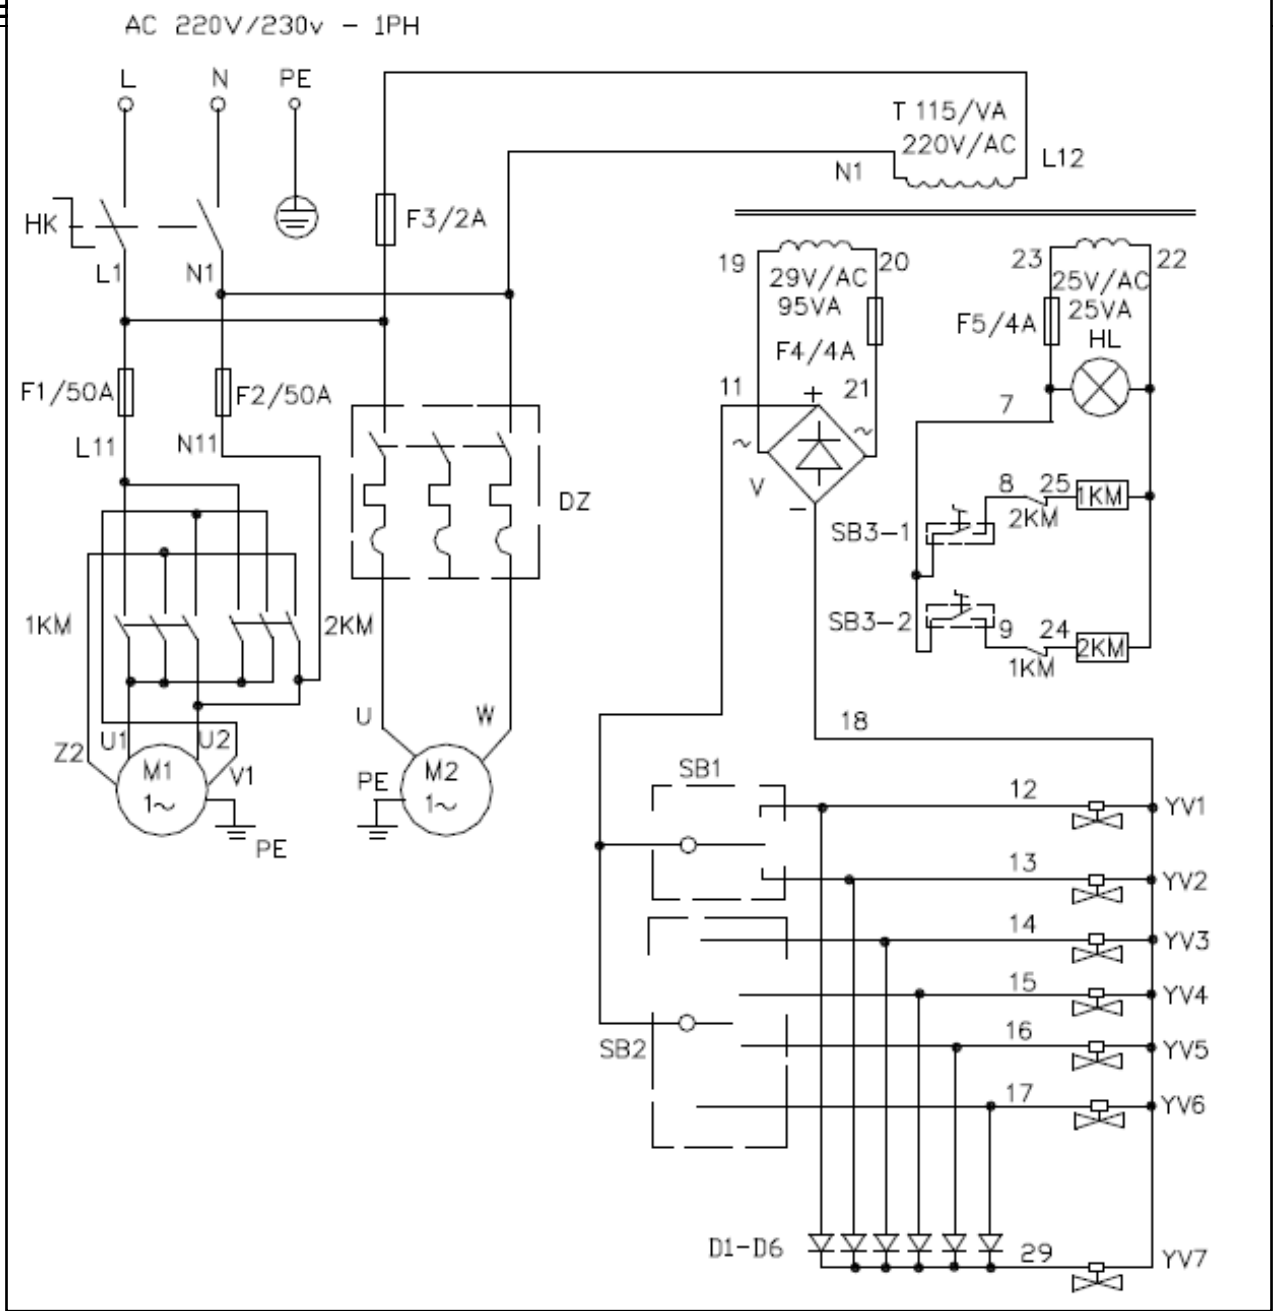 AC 220V/230v - 1PH
L N PE
T 115/VA
220V/AC
N1 L12
HK
F3/2A
L1 N1
19 20 23 22
29V/AC
95VA
25V/AC
25VA
F4/4A
F5/4A
HL
F1/50A F2/50A
11 + 21 7
L11 N11
~ ~
V
-
DZ
8 25 1KM
2KM
SB3-1
SB3-2
9 24 2KM
1KM
1KM 2KM
U W
18
Z2 U1 U2 V1
M1
1~
PE
M2
1~
PE
SB1
12 YV1
13 YV2
14 YV3
15 YV4
SB2
16 YV5
17 YV6
D1-D6
29 YV7